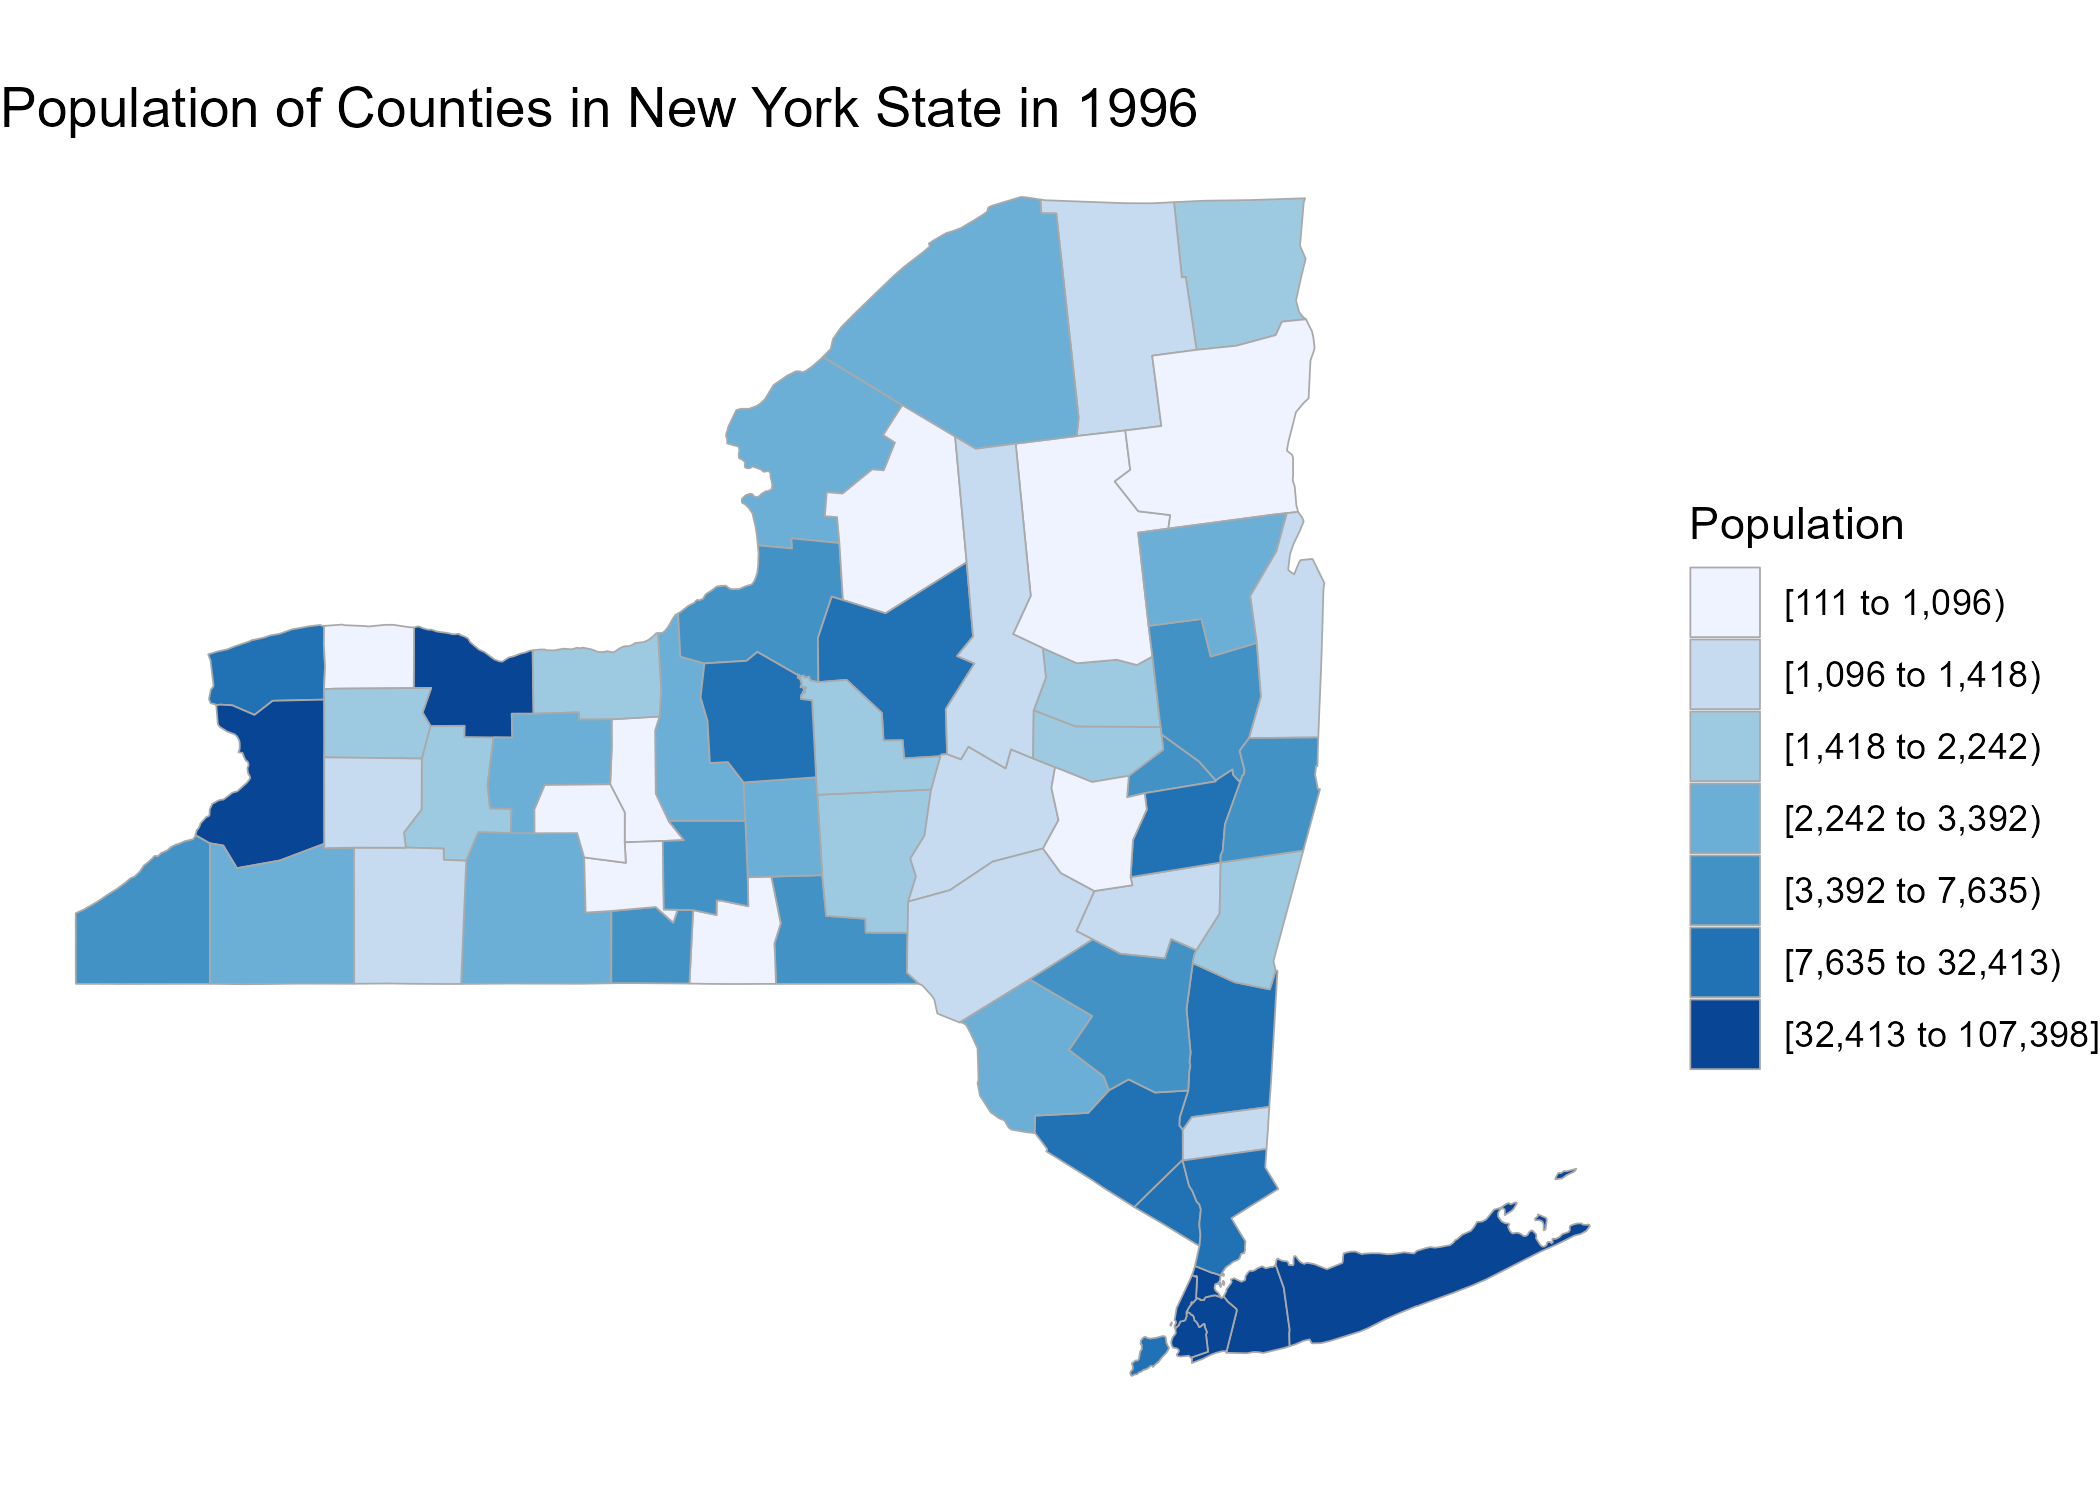 Population of Counties in New York State in 1996
Population
[111 to 1,096)
[1,096 to 1,418)
[1,418 to 2,242)
[2,242 to 3,392)
[3,392 to 7,635)
[7,635 to 32,413)
[32,413 to 107,398]